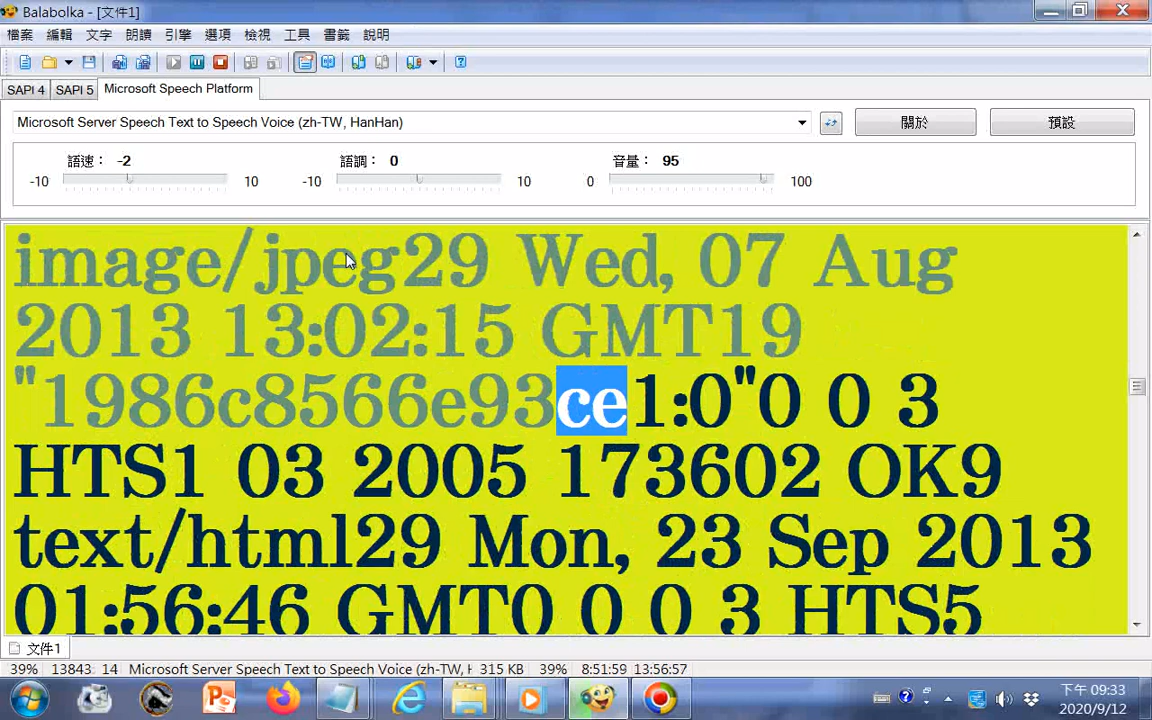 Balabolka - [文件1]
檔案 編輯 文字 朗讀 引擎 選項 檢視 工具 書籤 說明
SAPI 4 SAPI 5 Microsoft Speech Platform
Microsoft Server Speech Text to Speech Voice (zh-TW, HanHan) 關於 預設
語速： -2 語調： 0 音量： 95
-10 10 -10 10 0 100
image/jpeg29 Wed, 07 Aug
2013 13:02:15 GMT19
"1986c8566e93ce1:0"0 0 3
HTS1 03 2005 173602 OK9
text/html29 Mon, 23 Sep 2013
01:56:46 GMT0 0 0 3 HTS5
文件1
39% 13843: 14 Microsoft Server Speech Text to Speech Voice (zh-TW, 315 KB 39% 8:51:59 13:56:57
下午 09:33
2020/9/12